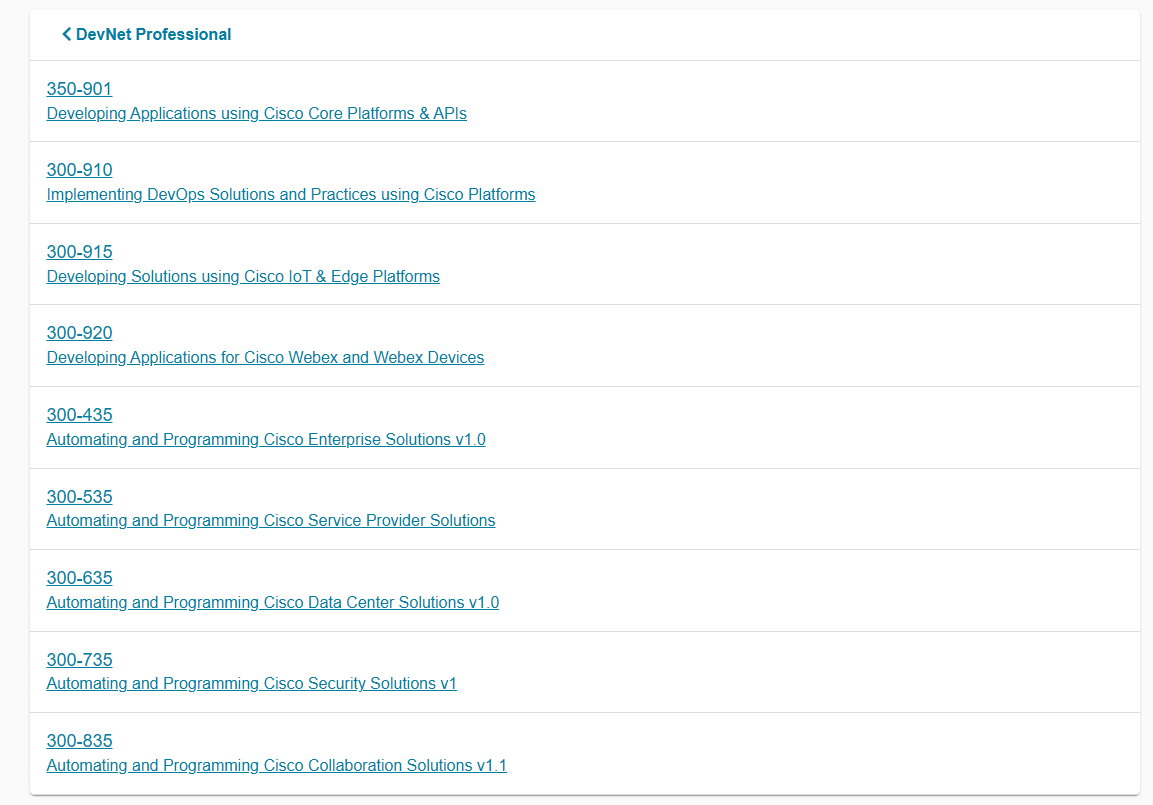 DevNet Professional
350-901
Developing Applications using Cisco Core Platforms & APIs
300-910
Implementing DevOps Solutions and Practices using Cisco Platforms
300-915
Developing Solutions using Cisco IoT & Edge Platforms
300-920
Developing Applications for Cisco Webex and Webex Devices
300-435
Automating and Programming Cisco Enterprise Solutions v1.0
300-535
Automating and Programming Cisco Service Provider Solutions
300-635
Automating and Programming Cisco Data Center Solutions v1.0
300-735
Automating and Programming Cisco Security Solutions v1
300-835
Automating and Programming Cisco Collaboration Solutions v1.1